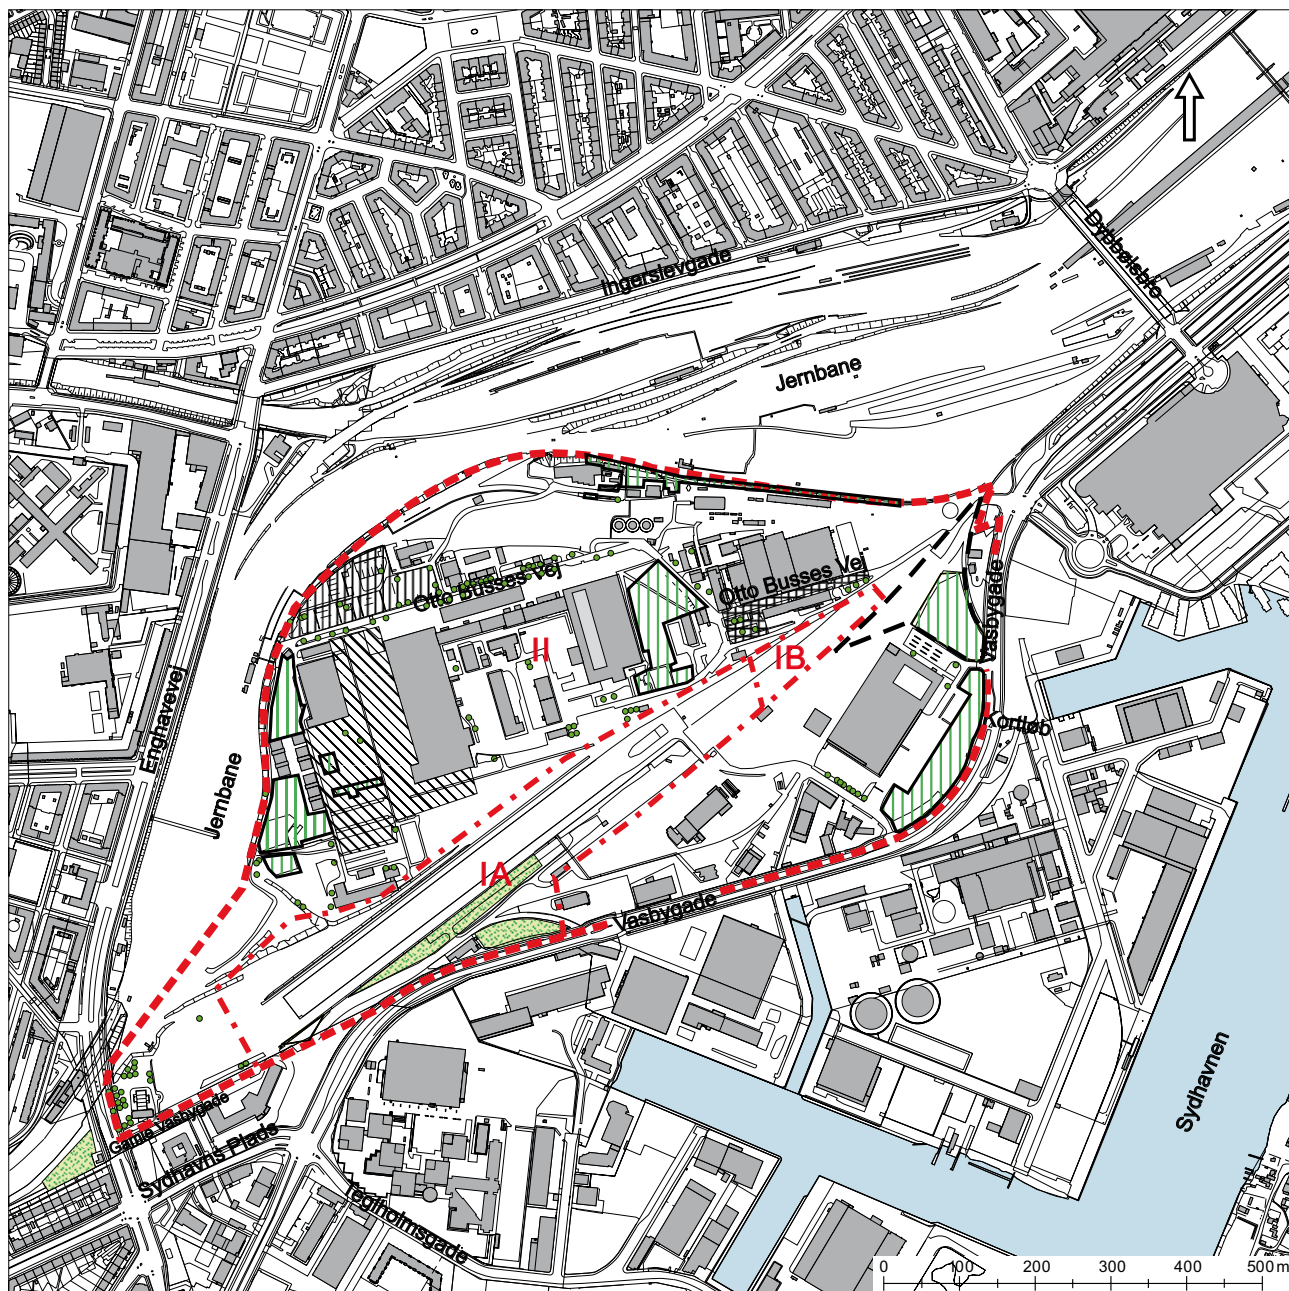 Dybbølsbro
Ingerslevgade
Jernbane
Otto Busses Vej
Otto Busses Vej
Vasbygade
II
IB
Enghavevej
Kortløb
Jernbane
IA
Vasbygade
Sydhavnen
Gamle Vasbygade
Sydhavns Plads
Teglholmsgade
0 100 200 300 400 500 m